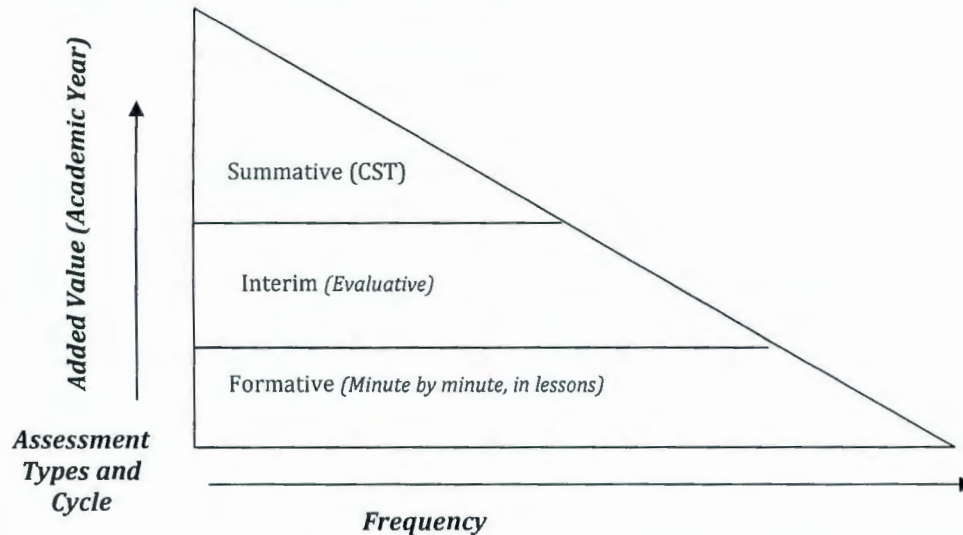 Added Value (Academic Year)
Summative (CST)
Interim (Evaluative)
Formative (Minute by minute, in lessons)
Assessment
Types and
Cycle
Frequency